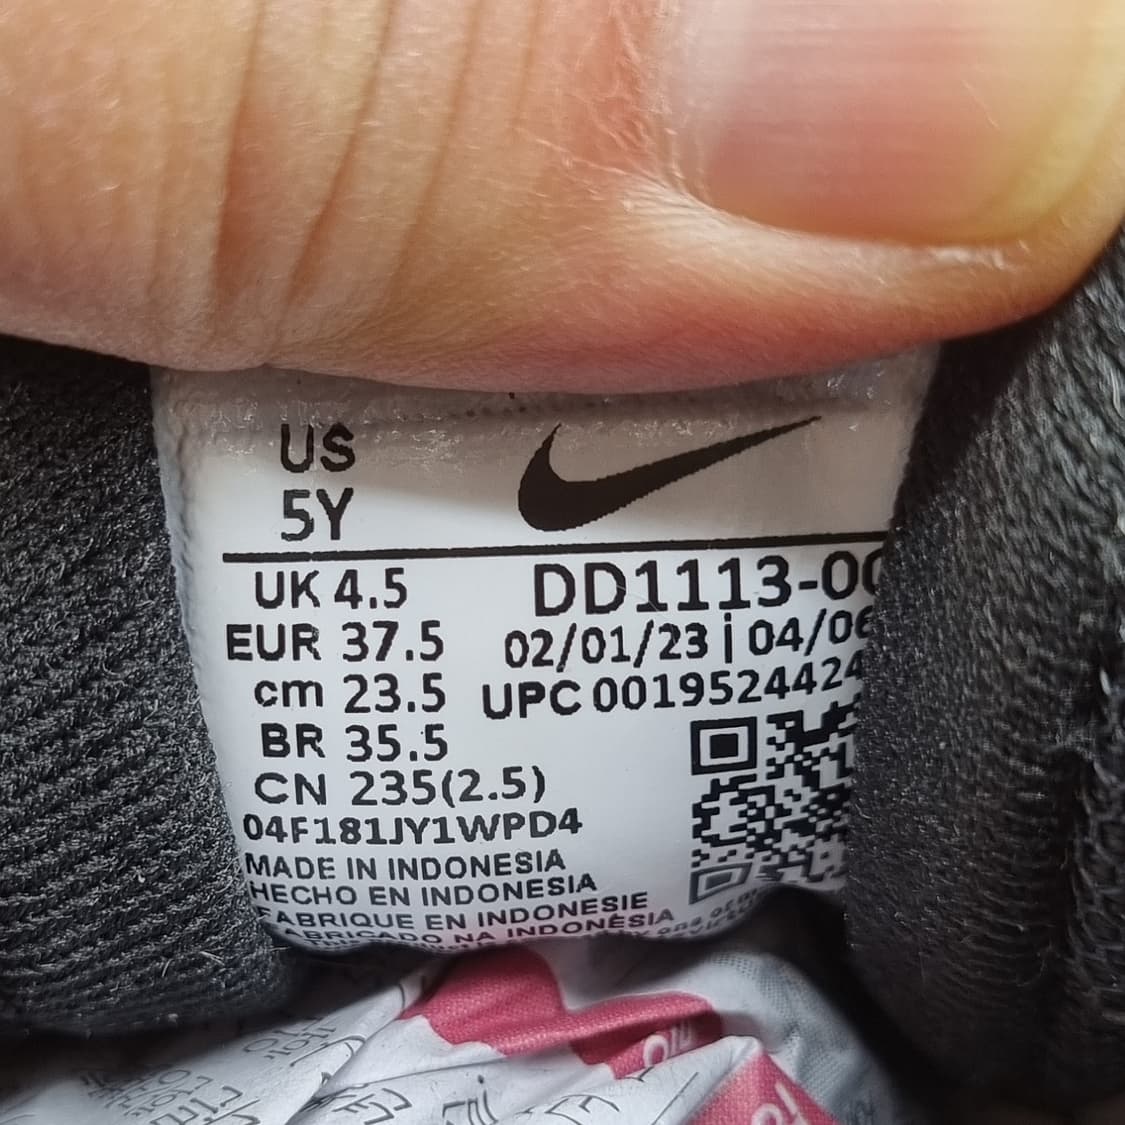 US
5Y
UK 4.5
EUR 37.5
cm 23.5
BR 35.5
CN 235(2.5)
DD1113-00
02/01/23 | 04/06
UPC 0019524424
04F181JY1WPD4
MADE IN INDONESIA
HECHO EN INDONESIA
FABRIQUE EN INDONESIE
FABRICADO NA INDONÉSIA